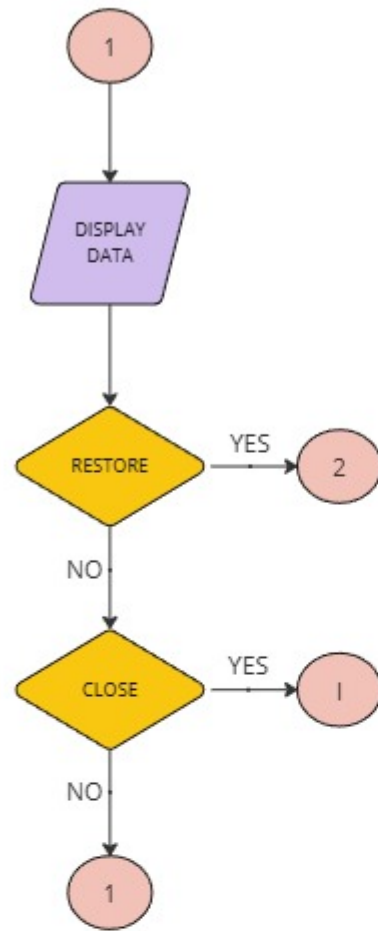 1
DISPLAY
DATA
RESTORE
YES
2
NO
CLOSE
YES
I
NO
1